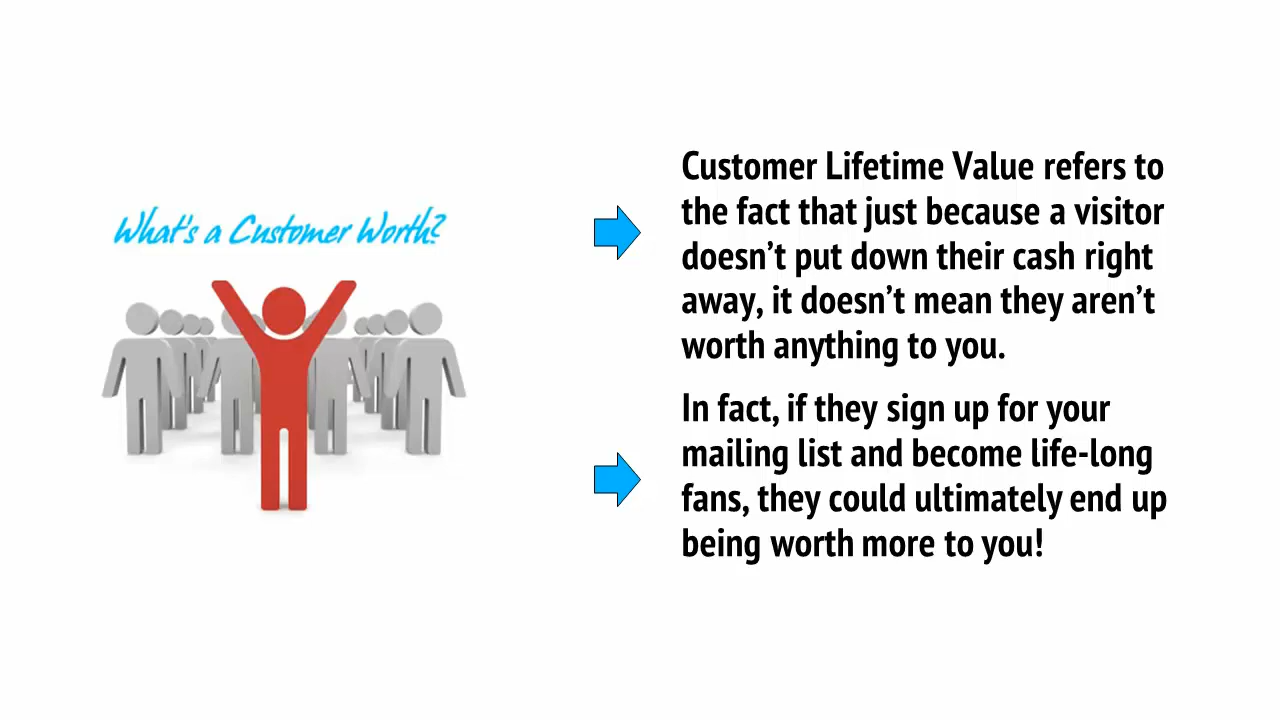 What's a Customer Worth?
Customer Lifetime Value refers to
the fact that just because a visitor
doesn’t put down their cash right
away, it doesn’t mean they aren’t
worth anything to you.
In fact, if they sign up for your
mailing list and become life-long
fans, they could ultimately end up
being worth more to you!